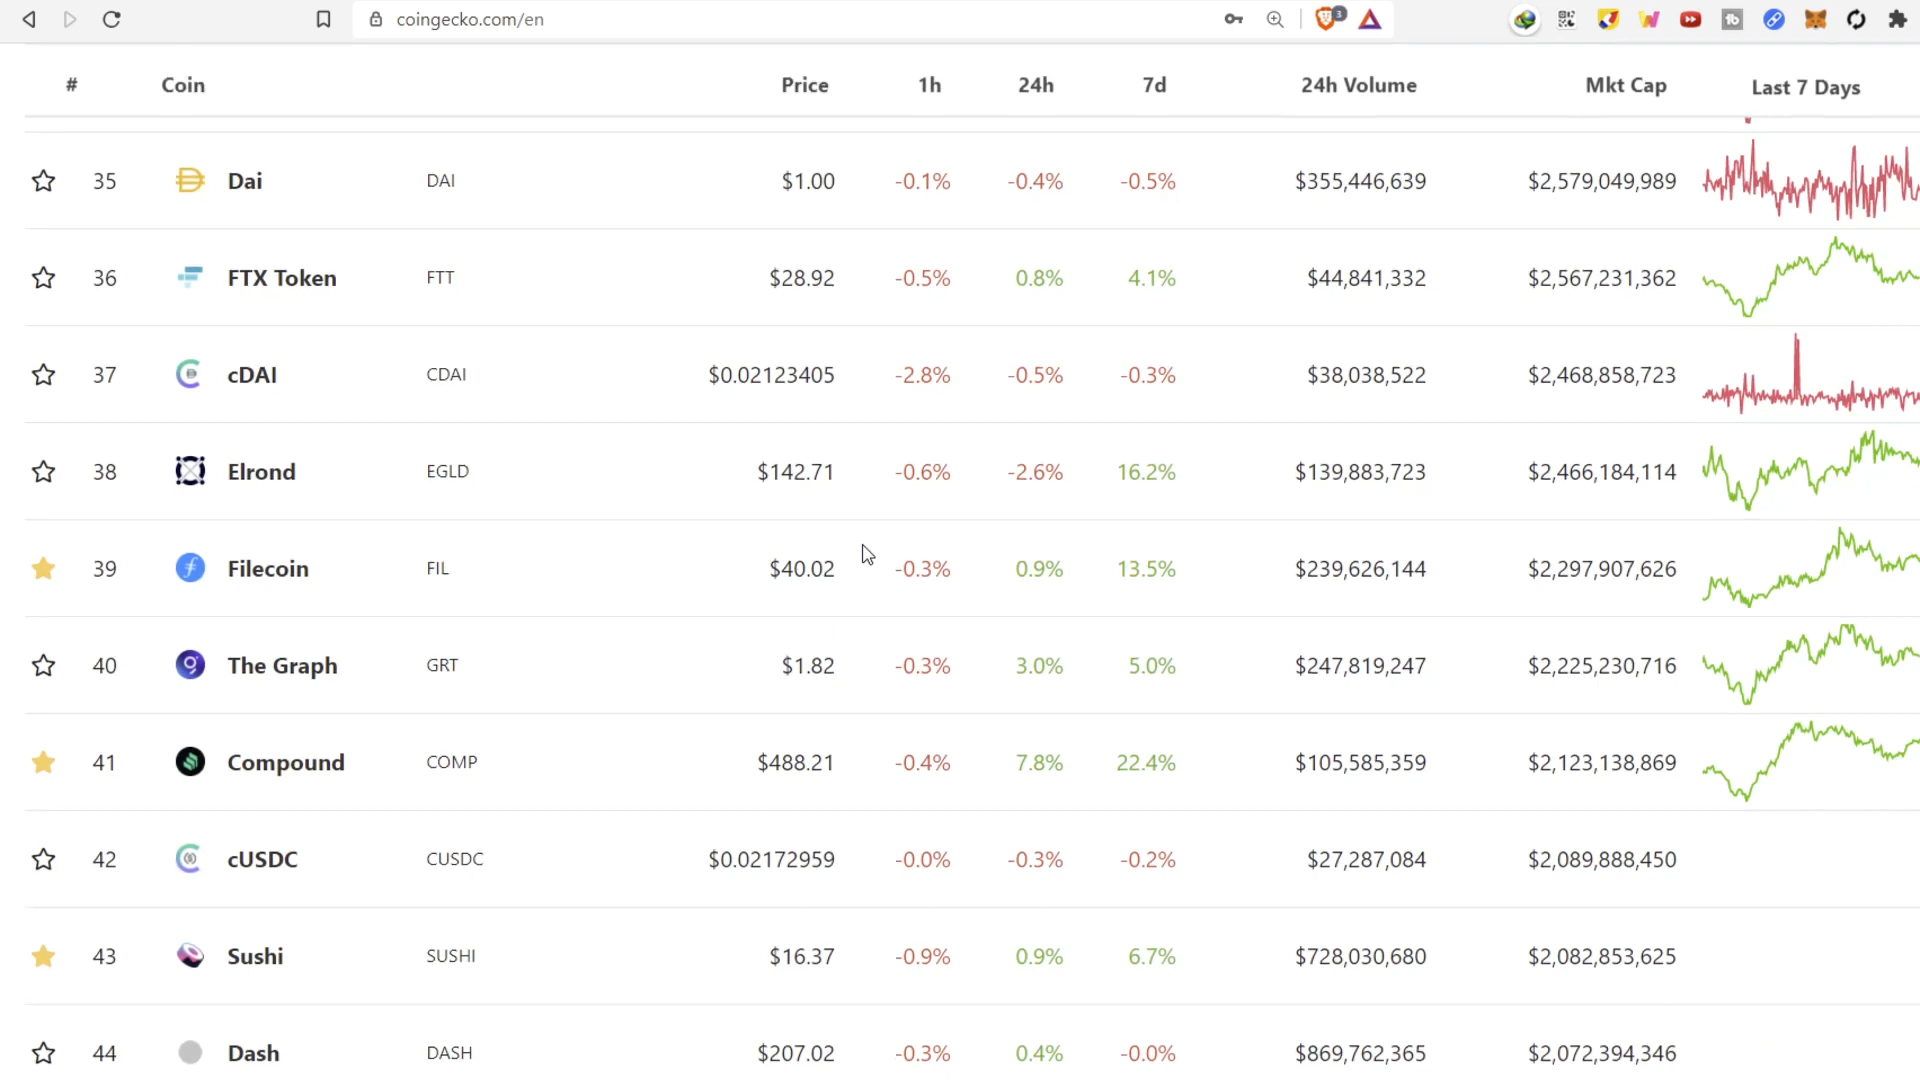 coingecko.com/en
3
# Coin Price 1h 24h 7d 24h Volume Mkt Cap Last 7 Days
35 Dai DAI $1.00 -0.1% -0.4% -0.5% $355,446,639 $2,579,049,989
36 FTX Token FTT $28.92 -0.5% 0.8% 4.1% $44,841,332 $2,567,231,362
37 cDAI CDAI $0.02123405 -2.8% -0.5% -0.3% $38,038,522 $2,468,858,723
38 Elrond EGLD $142.71 -0.6% -2.6% 16.2% $139,883,723 $2,466,184,114
39 Filecoin FIL $40.02 -0.3% 0.9% 13.5% $239,626,144 $2,297,907,626
40 The Graph GRT $1.82 -0.3% 3.0% 5.0% $247,819,247 $2,225,230,716
41 Compound COMP $488.21 -0.4% 7.8% 22.4% $105,585,359 $2,123,138,869
42 cUSDC CUSDC $0.02172959 -0.0% -0.3% -0.2% $27,287,084 $2,089,888,450
43 Sushi SUSHI $16.37 -0.9% 0.9% 6.7% $728,030,680 $2,082,853,625
44 Dash DASH $207.02 -0.3% 0.4% -0.0% $869,762,365 $2,072,394,346